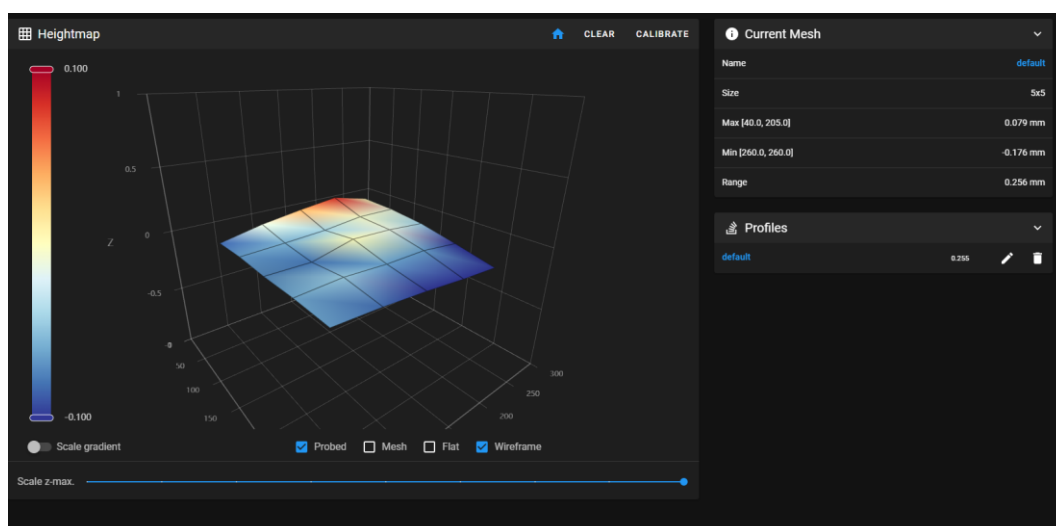 Heightmap
CLEAR
CALIBRATE
0.100
1
0.5
Z
0
-0.5
50
100
150
300
250
200
-0.100
Scale gradient
Probed
Mesh
Flat
Wireframe
Scale z-max.
Current Mesh
Name default
Size 5x5
Max [40.0, 205.0] 0.079 mm
Min [260.0, 260.0] -0.176 mm
Range 0.256 mm
Profiles
default 0.255